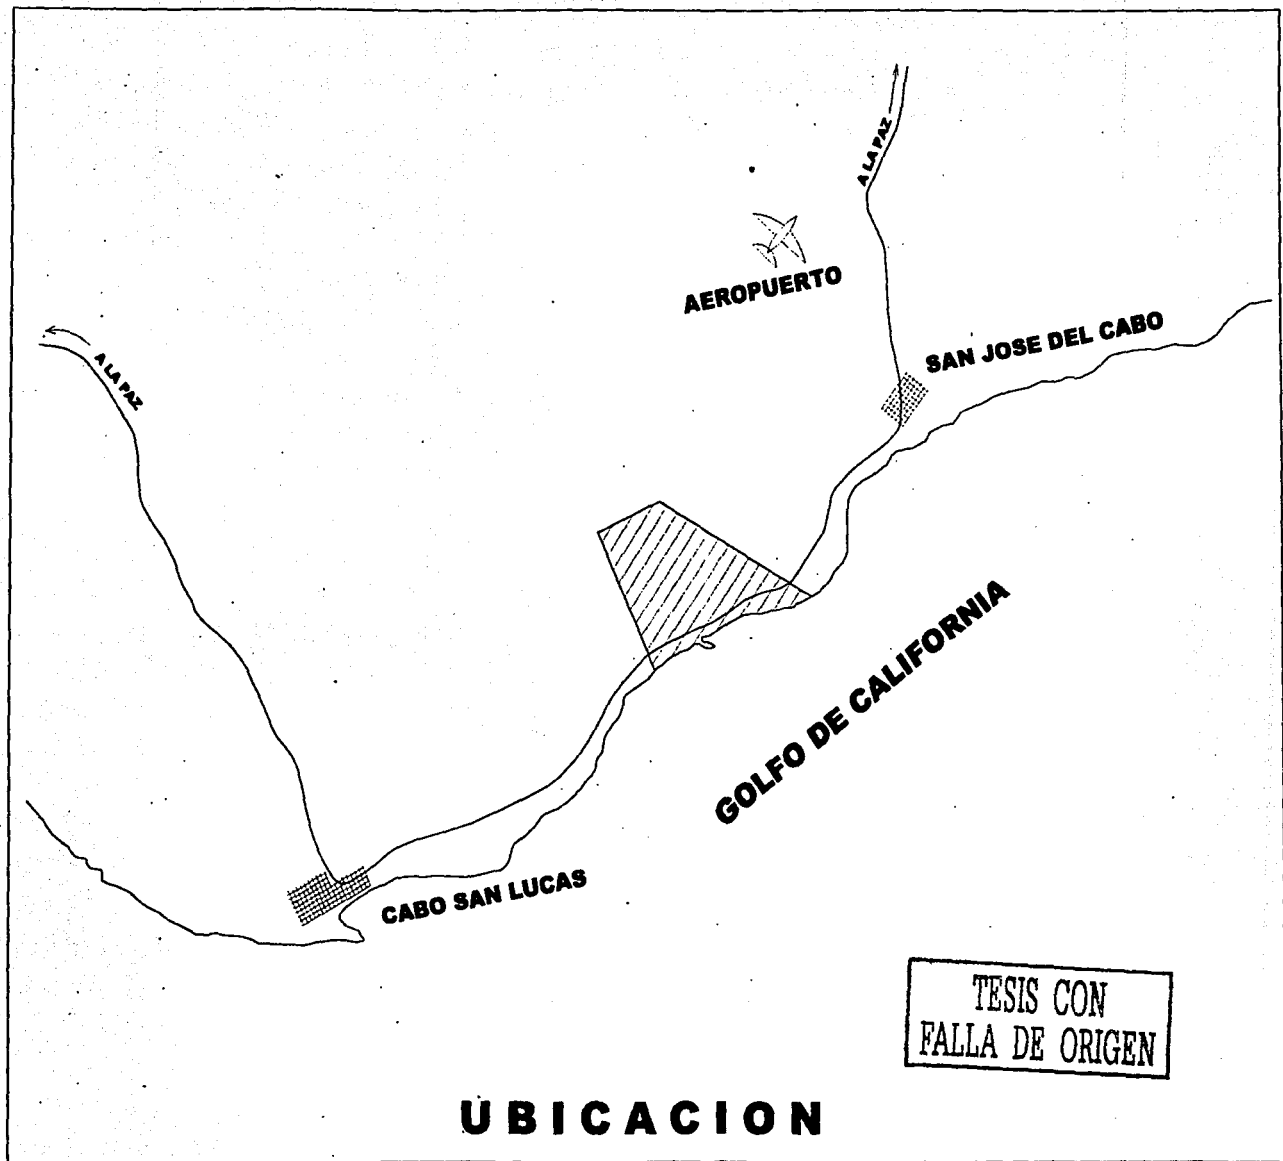 A LA PAZ
AEROPUERTO
SAN JOSE DEL CABO
A LA PAZ
GOLFO DE CALIFORNIA
CABO SAN LUCAS
TESIS CON
FALLA DE ORIGEN
UBICACION